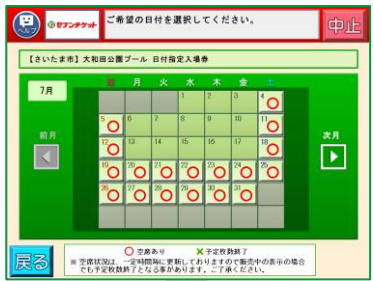 ヘルプ
セブンチケット
ご希望の日付を選択してください。
中止
【さいたま市】大和田公園プール 日付指定入場券
7月
日 月 火 水 木 金 土
1 2 3 4
5 6 7 8 9 10 11
12 13 14 15 16 17 18
19 20 21 22 23 24 25
26 27 28 29 30 31
前月
次月
戻る
○ 空席あり × 予定枚数終了
※ 空席状況は、一定時間毎に更新しておりますので販売中の表示の場合
でも予定枚数終了となる事があります。ご了承ください。